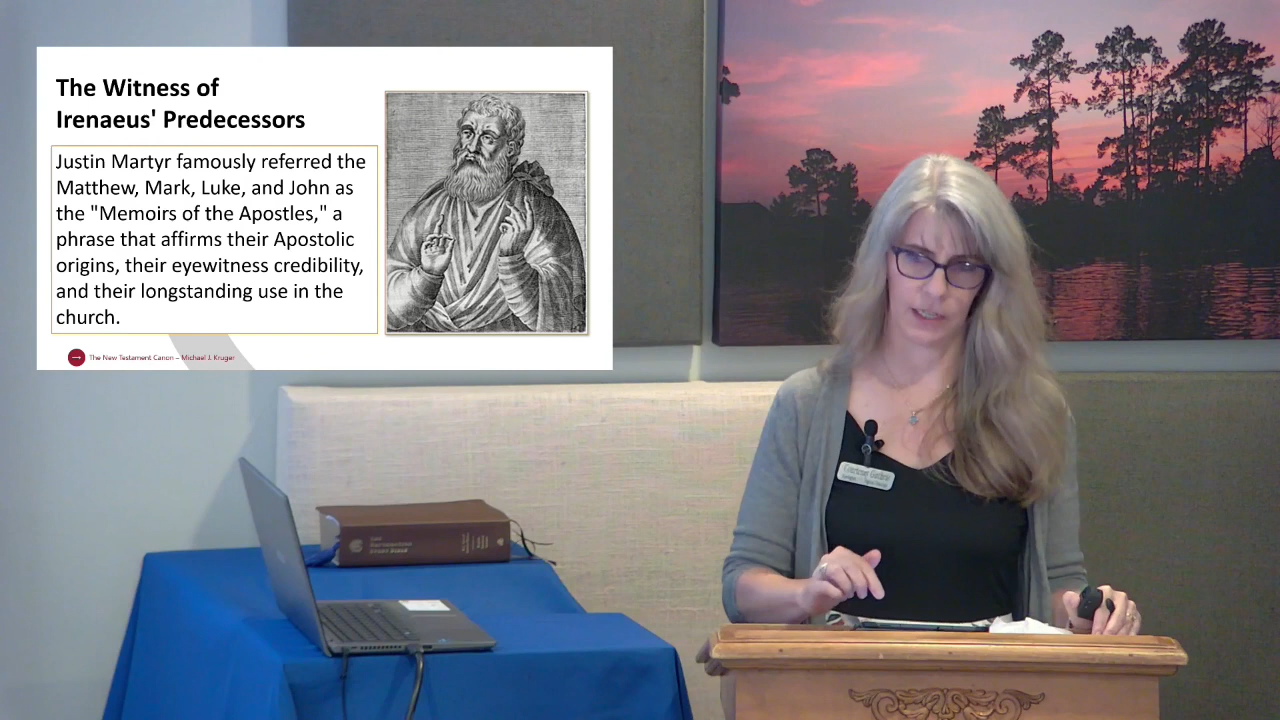 The Witness of
Irenaeus' Predecessors
Justin Martyr famously referred the
Matthew, Mark, Luke, and John as
the "Memoirs of the Apostles," a
phrase that affirms their Apostolic
origins, their eyewitness credibility,
and their longstanding use in the
church.
The New Testament Canon – Michael J. Kruger